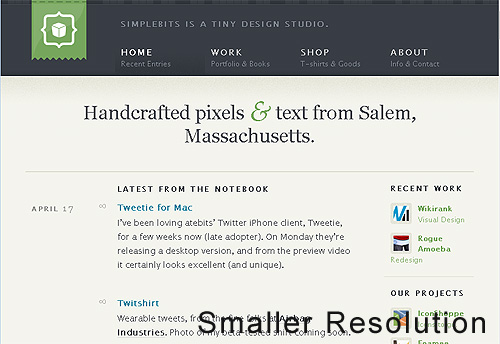 SIMPLEBITS IS A TINY DESIGN STUDIO.
HOME WORK SHOP ABOUT
Recent Entries Portfolio & Books T-shirts & Goods Info & Contact
Handcrafted pixels & text from Salem,
Massachusetts.
LATEST FROM THE NOTEBOOK
APRIL 17
∞ Tweetie for Mac
I've been loving atebits' Twitter iPhone client, Tweetie,
for a few weeks now (late adopter). On Monday they're
releasing a desktop version, and from the preview video
it certainly looks excellent (and unique).
∞ Twitshirt
Wearable tweets, from the fine folks at Airbag
Industries. Photo of my beta-tested shirt coming soon.
RECENT WORK
Wikirank
Visual Design
Rogue
Amoeba
Redesign
OUR PROJECTS
IconShoppe
Smaller Resolution